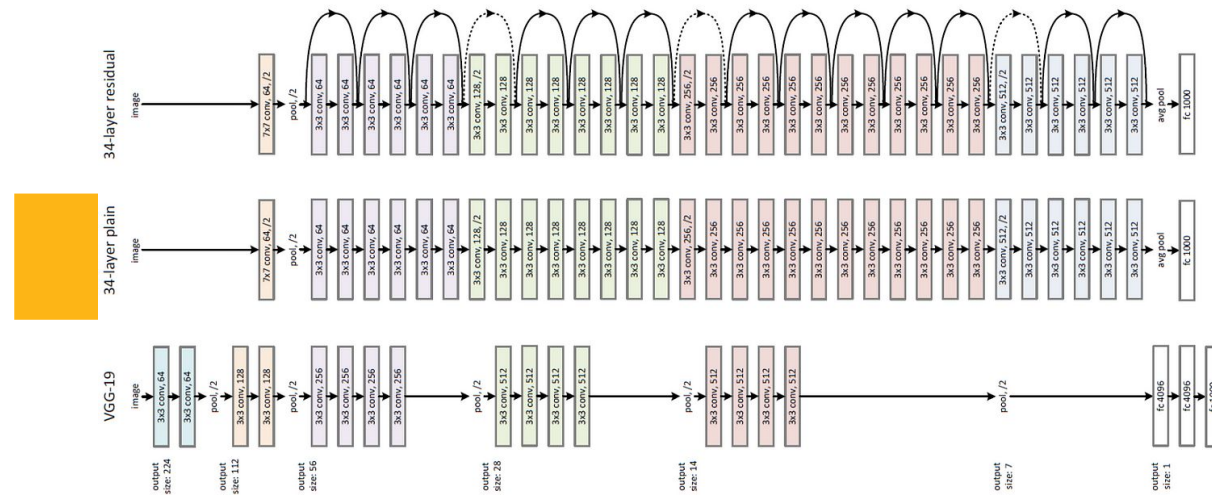 34-layer residual
image
7x7 conv, 64, /2
pool, /2
3x3 conv, 64
3x3 conv, 64
3x3 conv, 64
3x3 conv, 64
3x3 conv, 64
3x3 conv, 64
3x3 conv, 128, /2
3x3 conv, 128
3x3 conv, 128
3x3 conv, 128
3x3 conv, 128
3x3 conv, 128
3x3 conv, 128
3x3 conv, 128
3x3 conv, 256, /2
3x3 conv, 256
3x3 conv, 256
3x3 conv, 256
3x3 conv, 256
3x3 conv, 256
3x3 conv, 256
3x3 conv, 256
3x3 conv, 256
3x3 conv, 256
3x3 conv, 256
3x3 conv, 256
3x3 conv, 512, /2
3x3 conv, 512
3x3 conv, 512
3x3 conv, 512
3x3 conv, 512
3x3 conv, 512
avg pool
fc 1000
34-layer plain
image
7x7 conv, 64, /2
pool, /2
3x3 conv, 64
3x3 conv, 64
3x3 conv, 64
3x3 conv, 64
3x3 conv, 64
3x3 conv, 64
3x3 conv, 128, /2
3x3 conv, 128
3x3 conv, 128
3x3 conv, 128
3x3 conv, 128
3x3 conv, 128
3x3 conv, 128
3x3 conv, 128
3x3 conv, 256, /2
3x3 conv, 256
3x3 conv, 256
3x3 conv, 256
3x3 conv, 256
3x3 conv, 256
3x3 conv, 256
3x3 conv, 256
3x3 conv, 256
3x3 conv, 256
3x3 conv, 256
3x3 conv, 256
3x3 conv, 512, /2
3x3 conv, 512
3x3 conv, 512
3x3 conv, 512
3x3 conv, 512
3x3 conv, 512
avg pool
fc 1000
VGG-19
image
3x3 conv, 64
3x3 conv, 64
pool, /2
3x3 conv, 128
3x3 conv, 128
pool, /2
3x3 conv, 256
3x3 conv, 256
3x3 conv, 256
3x3 conv, 256
pool, /2
3x3 conv, 512
3x3 conv, 512
3x3 conv, 512
3x3 conv, 512
pool, /2
3x3 conv, 512
3x3 conv, 512
3x3 conv, 512
3x3 conv, 512
pool, /2
fc 4096
fc 4096
output
size: 224
output
size: 112
output
size: 56
output
size: 28
output
size: 14
output
size: 7
output
size: 1